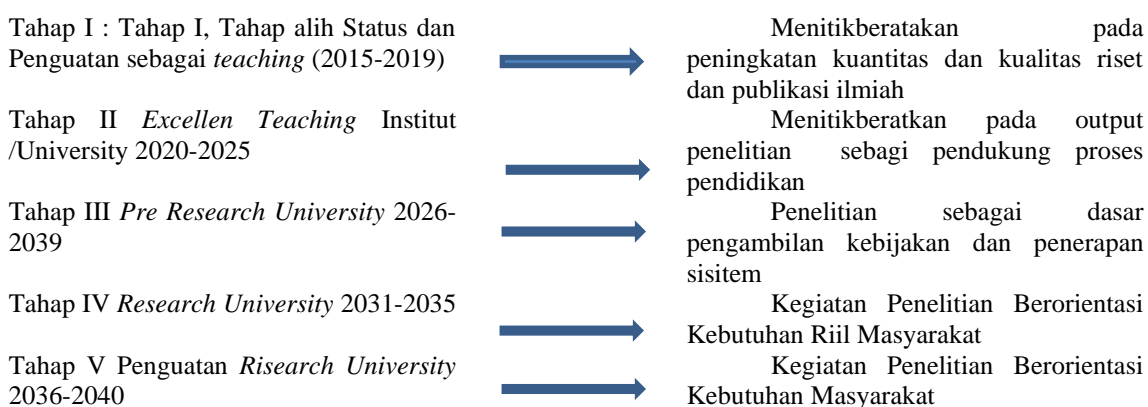 Tahap I : Tahap I, Tahap alih Status dan
Penguatan sebagai teaching (2015-2019)
Menitikberatakan pada
peningkatan kuantitas dan kualitas riset
dan publikasi ilmiah
Tahap II Excellen Teaching Institut
/University 2020-2025
Menitikberatkan pada output
penelitian sebagi pendukung proses
pendidikan
Tahap III Pre Research University 2026-
2039
Penelitian sebagai dasar
pengambilan kebijakan dan penerapan
sisitem
Tahap IV Research University 2031-2035
Kegiatan Penelitian Berorientasi
Kebutuhan Riil Masyarakat
Tahap V Penguatan Risearch University
2036-2040
Kegiatan Penelitian Berorientasi
Kebutuhan Masyarakat